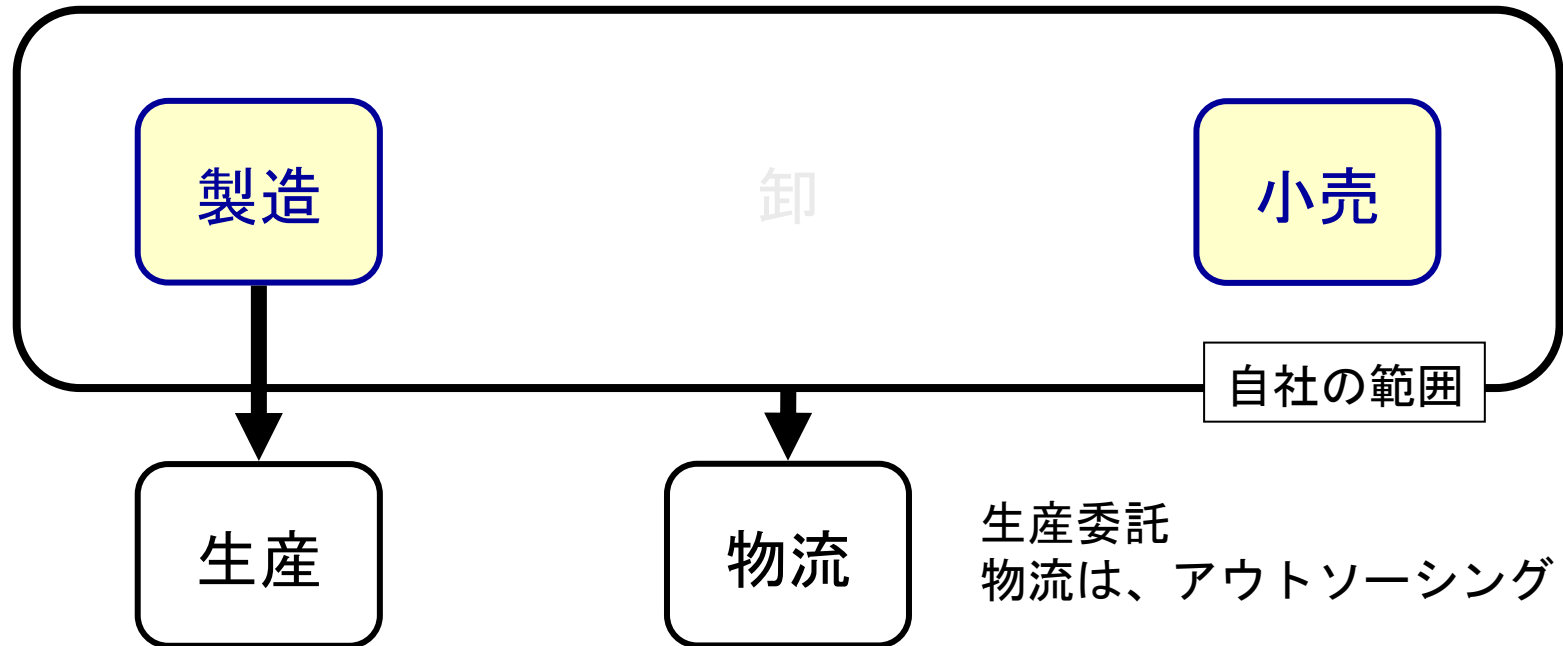 製造
卸
小売
自社の範囲
生産
物流
生産委託
物流は、アウトソーシング